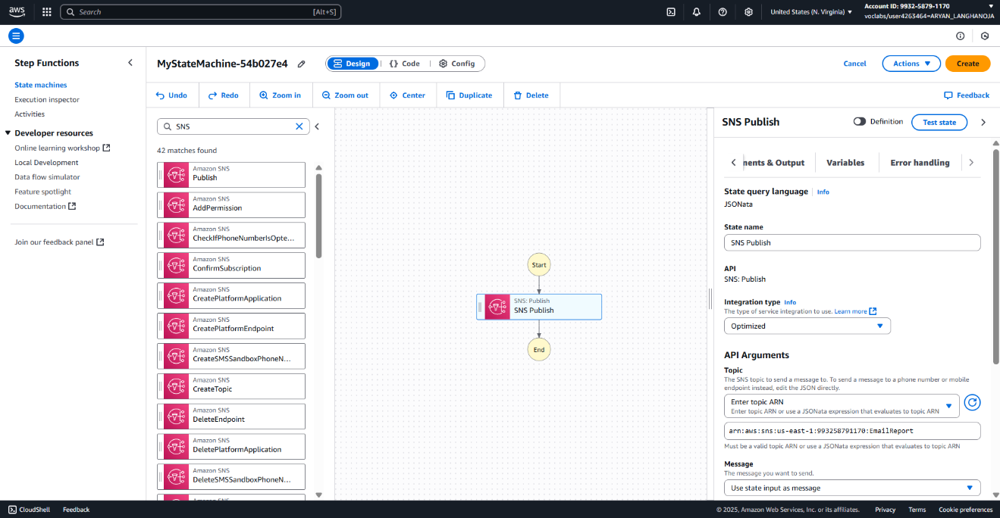 aws
Search
[Alt+S]
United States (N. Virginia)
Account ID: 9932-5879-1170
voclabs/user4263464=ARYAN_LANGHANOJA
Step Functions
State machines
Execution inspector
Activities
Developer resources
Online learning workshop
Local Development
Data flow simulator
Feature spotlight
Documentation
Join our feedback panel
MyStateMachine-54b027e4
Design
{} Code
Config
Cancel
Actions
Create
Undo
Redo
Zoom in
Zoom out
Center
Duplicate
Delete
Feedback
SNS
42 matches found
Amazon SNS
Publish
Amazon SNS
AddPermission
Amazon SNS
CheckIfPhoneNumberIsOpte...
Amazon SNS
ConfirmSubscription
Amazon SNS
CreatePlatformApplication
Amazon SNS
CreatePlatformEndpoint
Amazon SNS
CreateSMSSandboxPhoneN...
Amazon SNS
CreateTopic
Amazon SNS
DeleteEndpoint
Amazon SNS
DeletePlatformApplication
Amazon SNS
DeleteSMSSandboxPhoneN...
Amazon SNS
Start
SNS: Publish
SNS Publish
End
SNS Publish
Definition
Test state
nents & Output
Variables
Error handling
State query language
Info
JSONata
State name
SNS Publish
API
SNS: Publish
Integration type Info
The type of service integration to use. Learn more
Optimized
API Arguments
Topic
The SNS topic to send a message to. To send a message to a phone number or mobile
endpoint instead, edit the JSON directly.
Enter topic ARN
Enter topic ARN or use a JSONata expression that evaluates to topic ARN
arn:aws:sns:us-east-1:993258791170:EmailReport
Must be a valid topic ARN or use a JSONata expression that evaluates to topic ARN
Message
The message you want to send.
Use state input as message
CloudShell
Feedback
© 2025, Amazon Web Services, Inc. or its affiliates.
Privacy
Terms
Cookie preferences